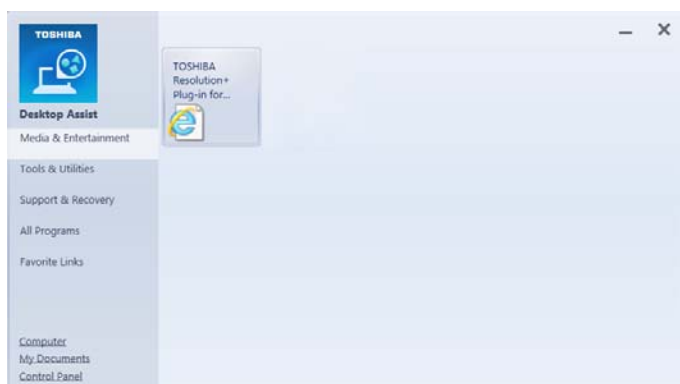 TOSHIBA
Desktop Assist
Media & Entertainment
Tools & Utilities
Support & Recovery
All Programs
Favorite Links
Computer
My Documents
Control Panel
TOSHIBA
Resolution+
Plug-in for...